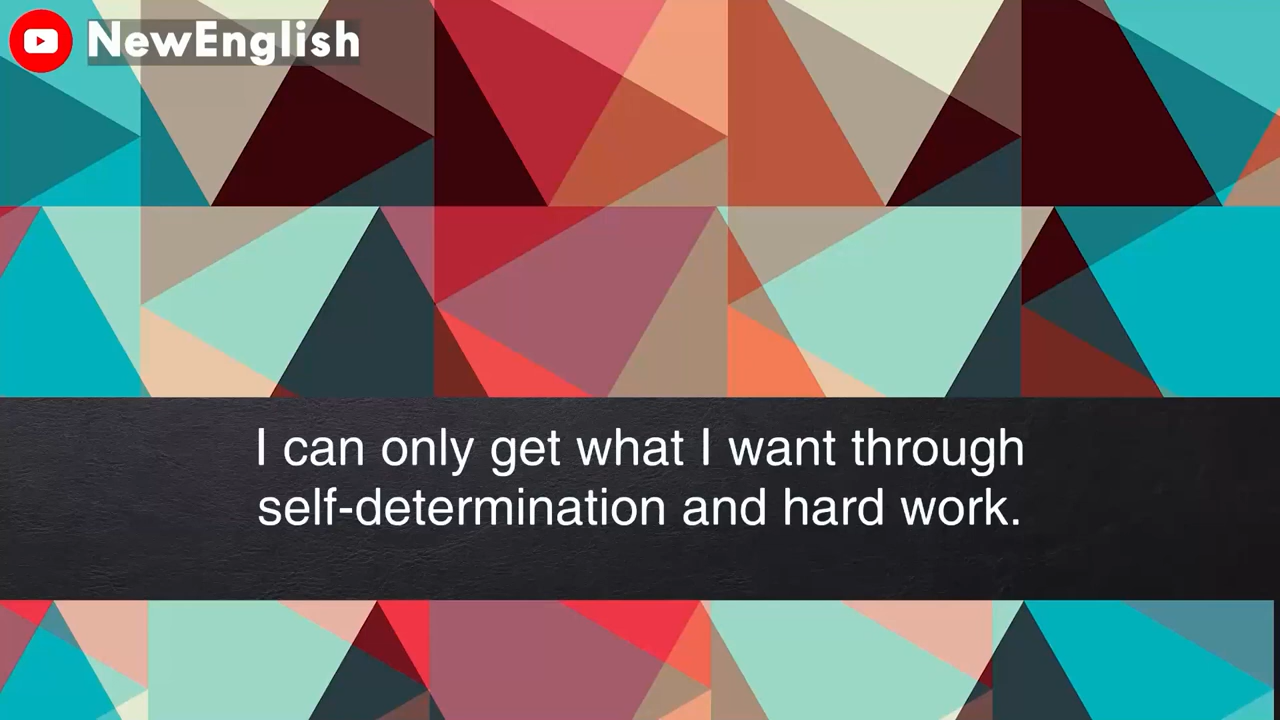 NewEnglish
I can only get what I want through
self-determination and hard work.